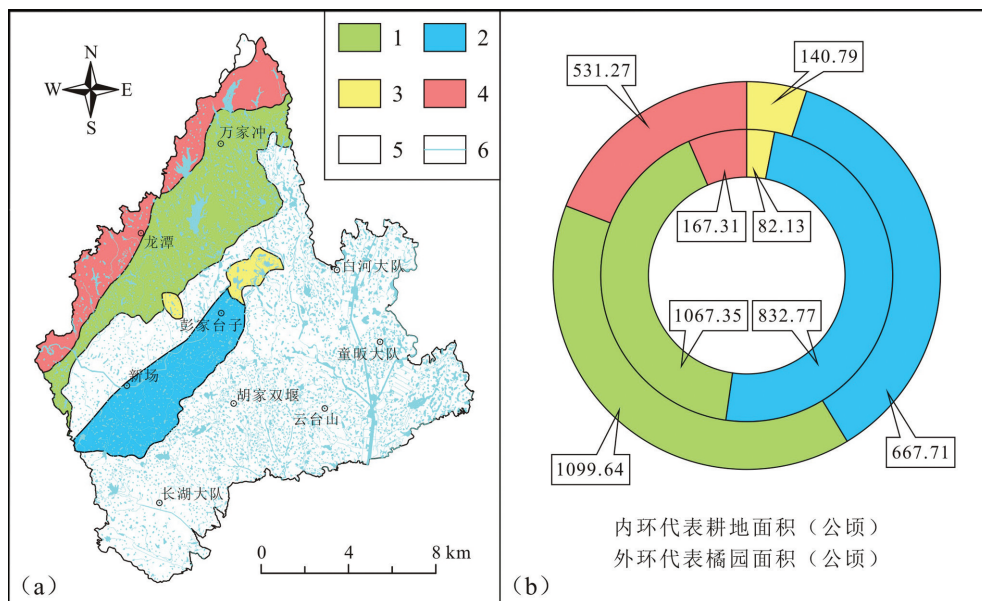 N
W E
S
1 2
3 4
5 6
万家冲
龙潭
白河大队
彭家台子
童畈大队
新场
胡家双堰
云台山
长湖大队
0 4 8 km
(a)
531.27
140.79
167.31 82.13
1067.35 832.77
1099.64
667.71
内环代表耕地面积（公顷）
外环代表橘园面积（公顷）
(b)